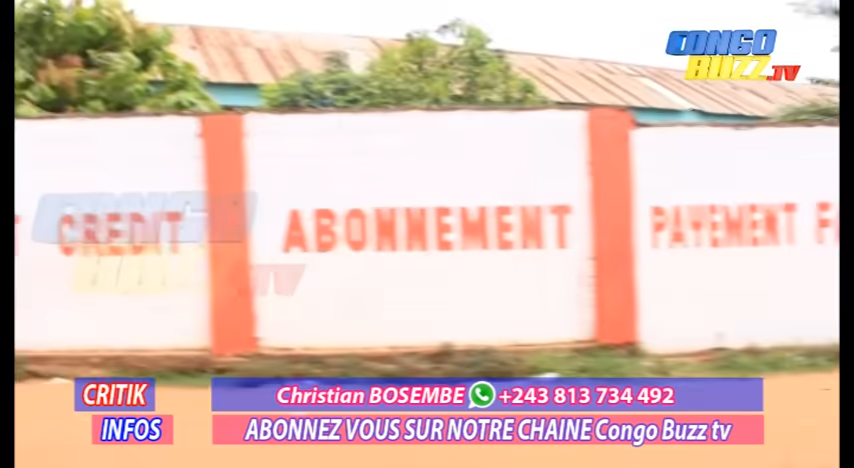 CONGO
BUZZ.TV
CREDIT
ABONNEMENT
PAYEMENT
CRITIK
INFOS
Christian BOSEMBE +243 813 734 492
ABONNEZ VOUS SUR NOTRE CHAINE Congo Buzz tv